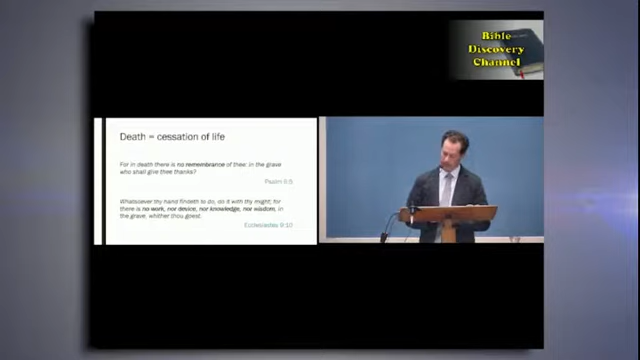 Bible
Discovery
Channel
Death = cessation of life
For in death there is no remembrance of thee: in the grave
who shall give thee thanks?
Psalm 6:5
Whatsoever thy hand findeth to do, do it with thy might; for
there is no work, nor device, nor knowledge, nor wisdom, in
the grave, whither thou goest.
Ecclesiastes 9:10